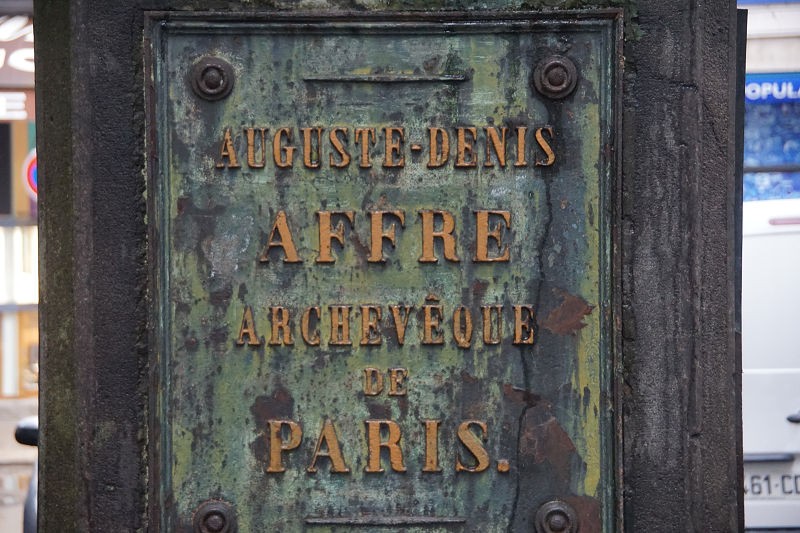 AUGUSTE-DENIS
AFFRE
ARCHEVÊQUE
DE
PARIS.